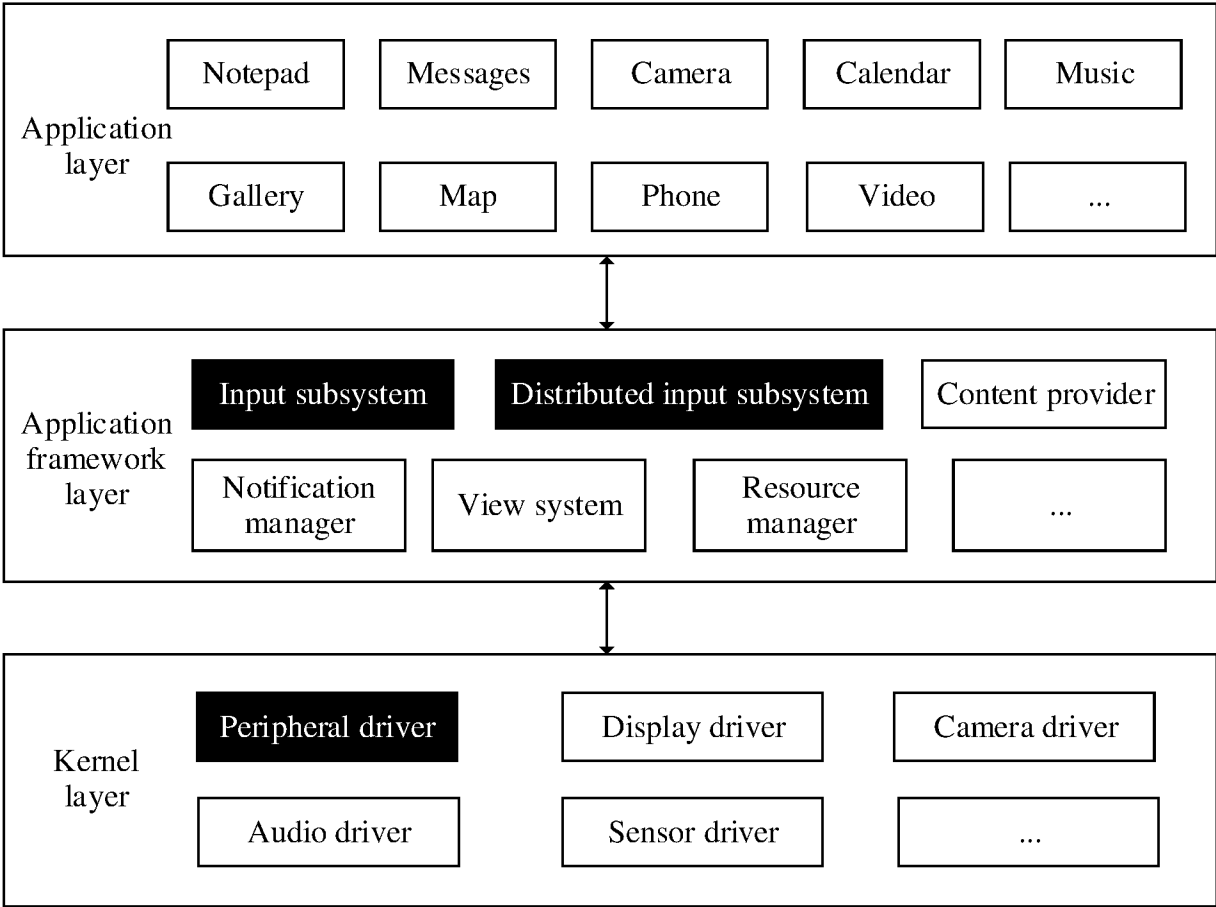 Notepad
Messages
Camera
Calendar
Music
Application
layer
Gallery
Map
Phone
Video
...
Input subsystem
Distributed input subsystem
Content provider
Application
framework
layer
Notification
manager
View system
Resource
manager
...
Peripheral driver
Display driver
Camera driver
Kernel
layer
Audio driver
Sensor driver
...